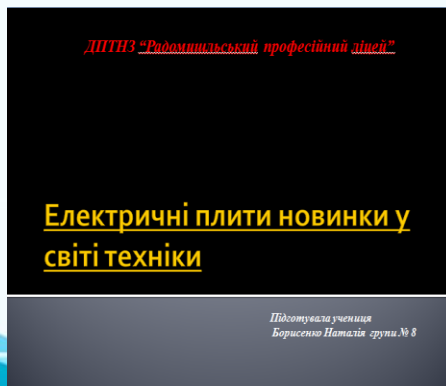 ДПТНЗ “Радомишльський професійний ліцей”
Електричні плити новинки у
світі техніки
Підготувала учениця
Борисенко Наталія групи № 8